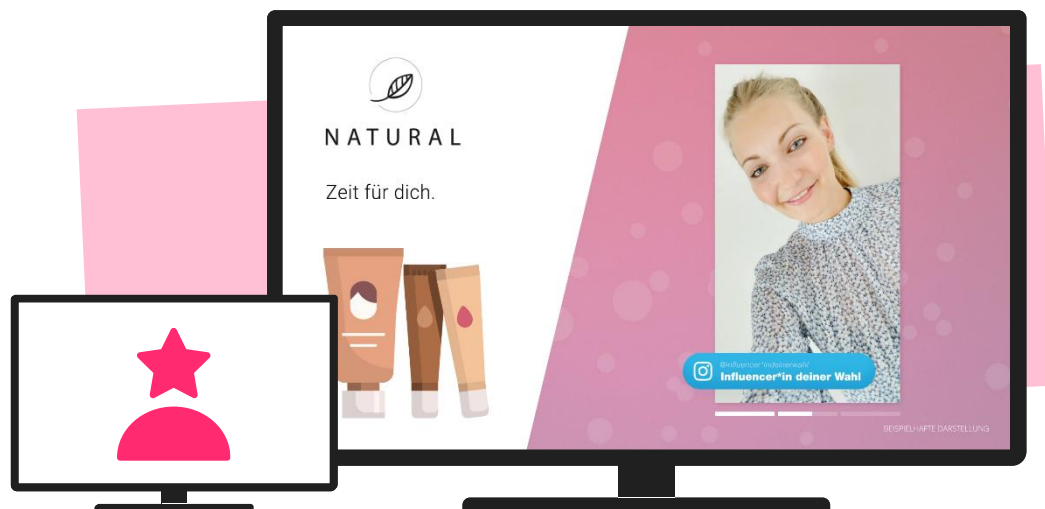 NATURAL
Zeit für dich.
@influencer*indeinerwahl
Influencer*in deiner Wahl
BEISPIELHAFTE DARSTELLUNG